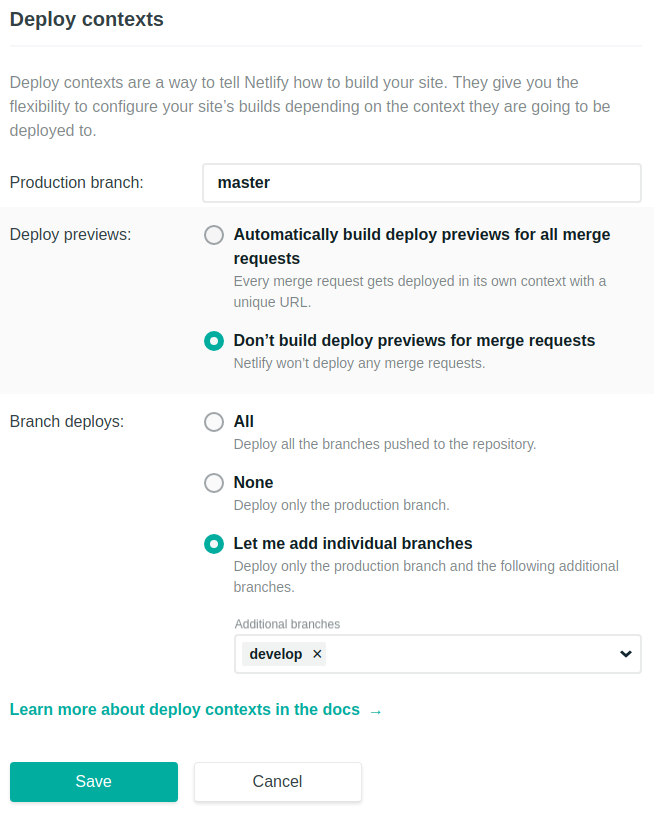 Deploy contexts
Deploy contexts are a way to tell Netlify how to build your site. They give you the
flexibility to configure your site’s builds depending on the context they are going to be
deployed to.
Production branch:
master
Deploy previews:
Automatically build deploy previews for all merge
requests
Every merge request gets deployed in its own context with a
unique URL.
Don’t build deploy previews for merge requests
Netlify won’t deploy any merge requests.
Branch deploys:
All
Deploy all the branches pushed to the repository.
None
Deploy only the production branch.
Let me add individual branches
Deploy only the production branch and the following additional
branches.
Additional branches
develop ×
Learn more about deploy contexts in the docs →
Save
Cancel